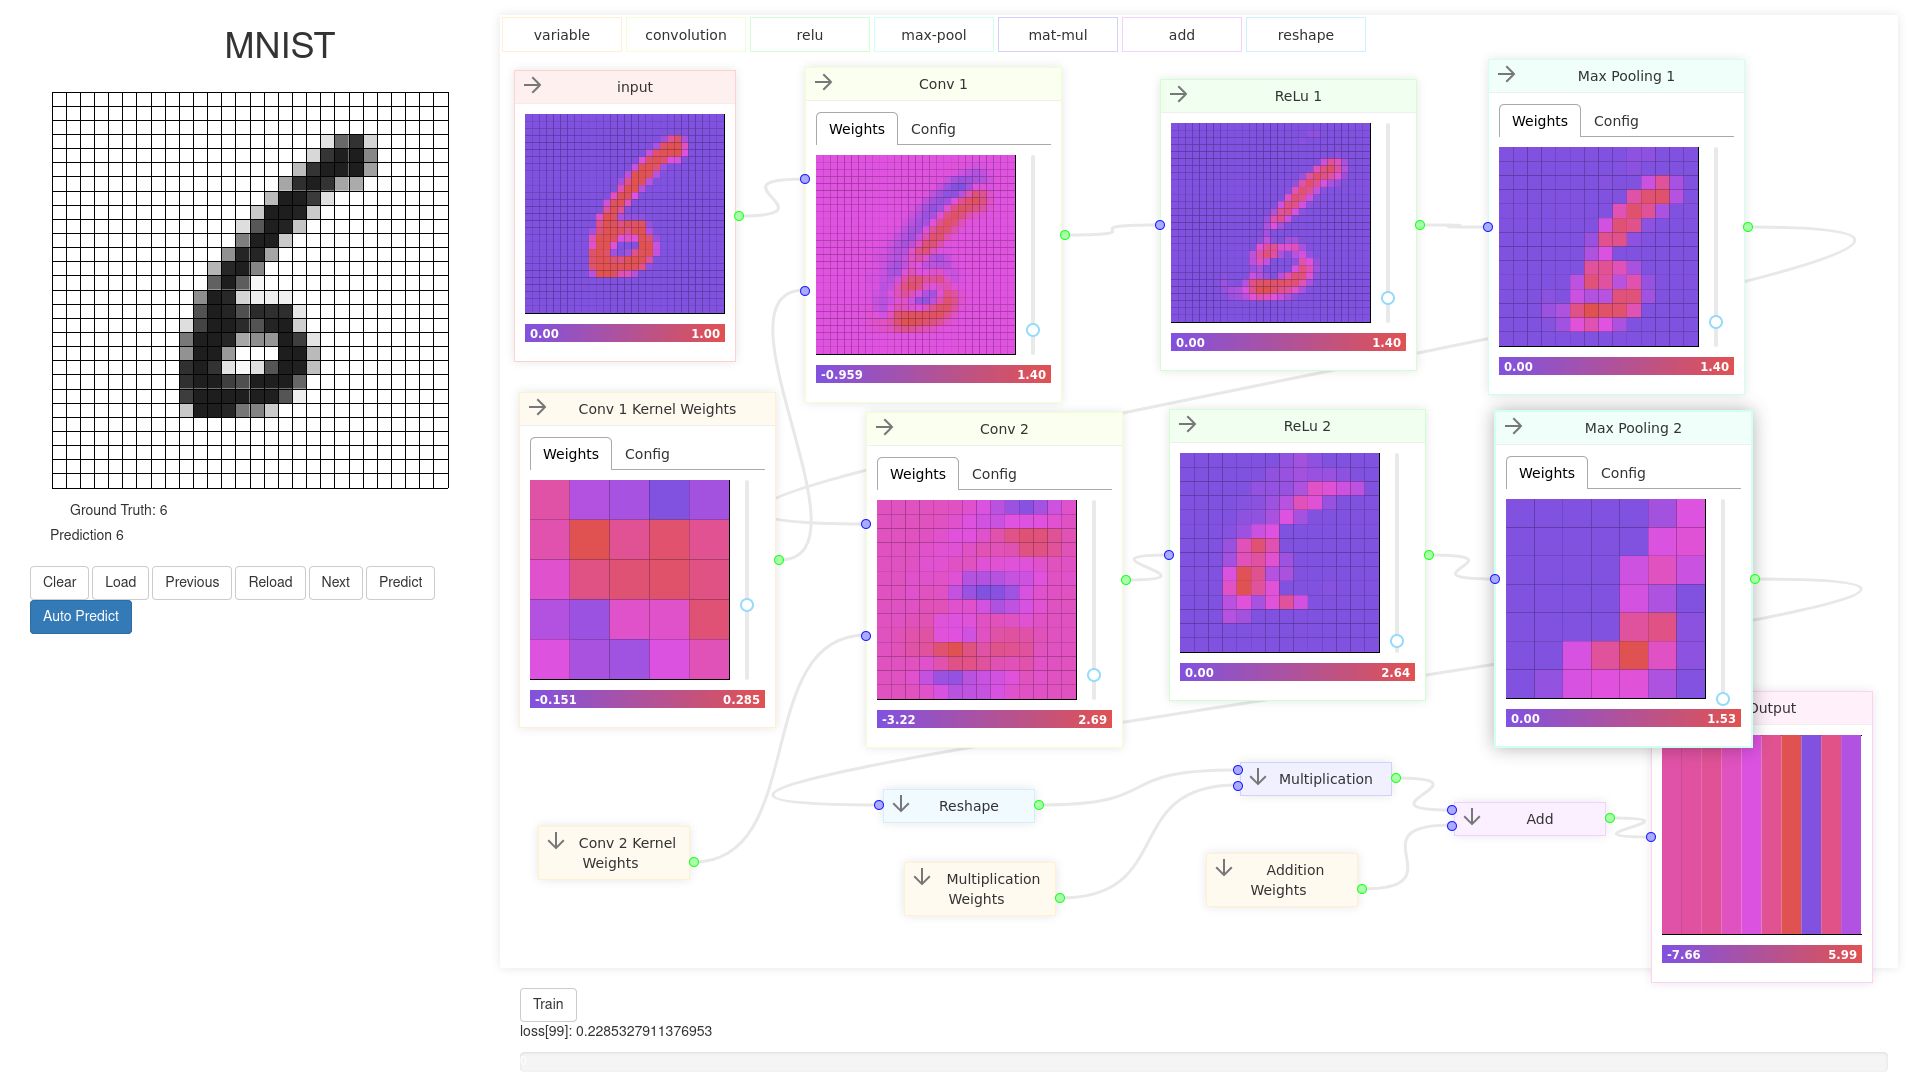 MNIST
Ground Truth: 6
Prediction 6
Clear
Load
Previous
Reload
Next
Predict
Auto Predict
variable
convolution
relu
max-pool
mat-mul
add
reshape
input
0.00 1.00
Conv 1
Weights Config
-0.959 1.40
ReLu 1
0.00 1.40
Max Pooling 1
Weights Config
0.00 1.40
Conv 1 Kernel Weights
Weights Config
-0.151 0.285
Conv 2
Weights Config
-3.22 2.69
ReLu 2
0.00 2.64
Max Pooling 2
Weights Config
0.00 1.53
Output
-7.66 5.99
Reshape
Multiplication
Add
Conv 2 Kernel
Weights
Multiplication
Weights
Addition
Weights
Train
loss[99]: 0.2285327911376953